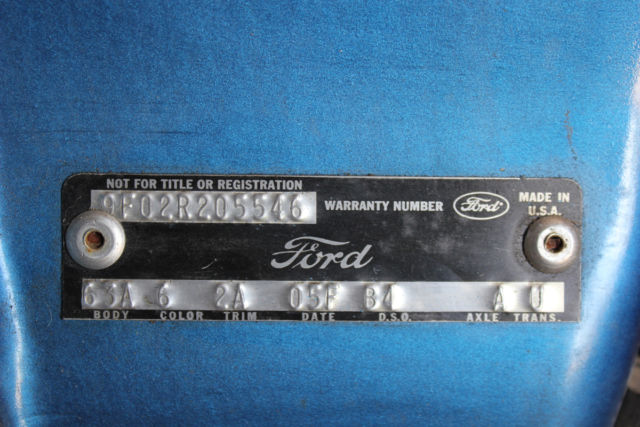 NOT FOR TITLE OR REGISTRATION
9F02R205546 WARRANTY NUMBER Ford MADE IN U.S.A.
Ford
63A 6 2A 05F B4 A U
BODY COLOR TRIM DATE D.S.O. AXLE TRANS.